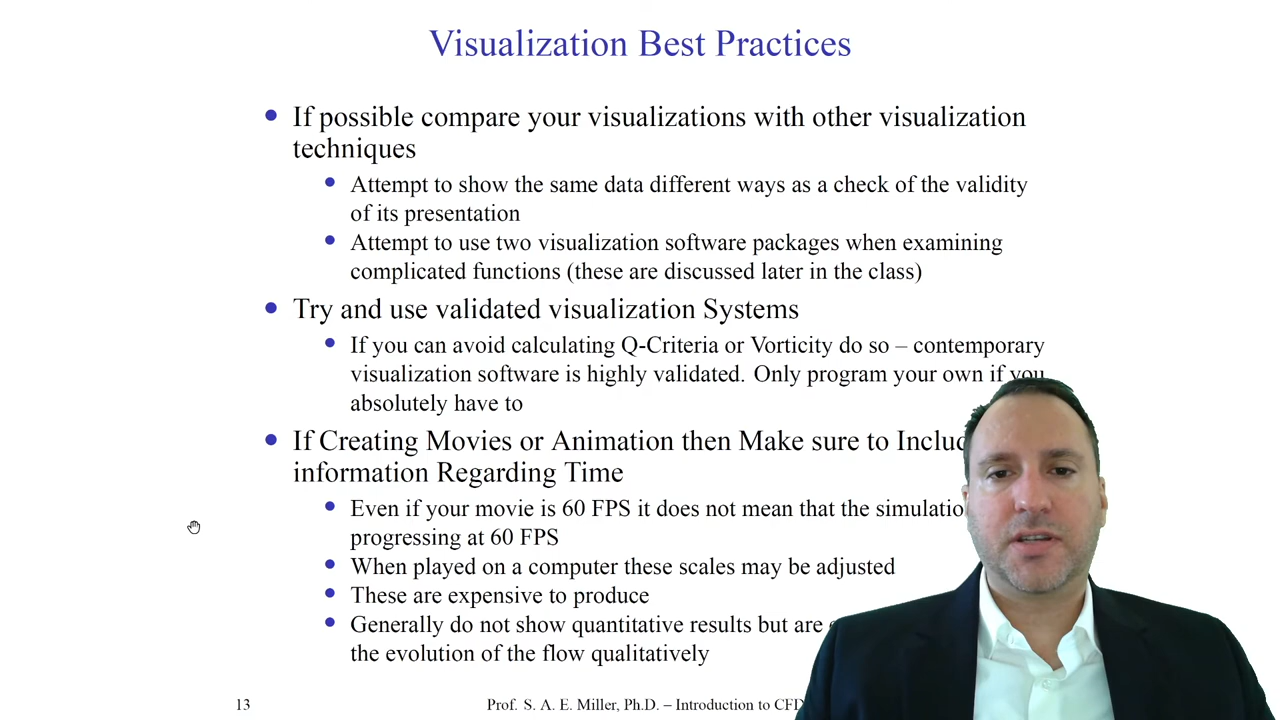 Visualization Best Practices
If possible compare your visualizations with other visualization
techniques
Attempt to show the same data different ways as a check of the validity
of its presentation
Attempt to use two visualization software packages when examining
complicated functions (these are discussed later in the class)
Try and use validated visualization Systems
If you can avoid calculating Q-Criteria or Vorticity do so – contemporary
visualization software is highly validated. Only program your own if you
absolutely have to
If Creating Movies or Animation then Make sure to
information Regarding Time
Even if your movie is 60 FPS it does not mean that the
progressing at 60 FPS
When played on a computer these scales may be adjusted
These are expensive to produce
Generally do not show quantitative results but are
the evolution of the flow qualitatively
13
Prof. S. A. E. Miller, Ph.D. – Introduction to CFD